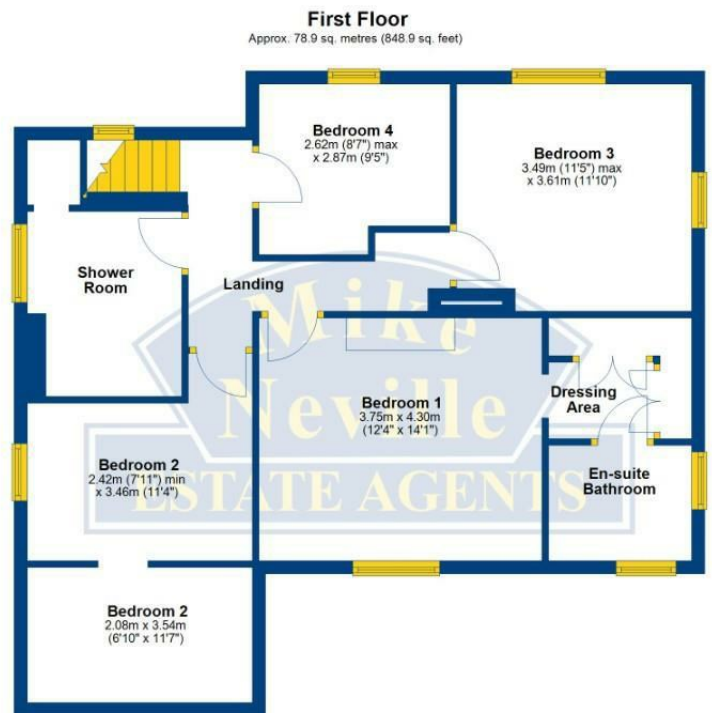 First Floor
Approx. 78.9 sq. metres (848.9 sq. feet)
Bedroom 4
2.62m (8'7") max
x 2.87m (9'5")
Bedroom 3
3.49m (11'5") max
x 3.61m (11'10")
Shower
Room
Landing
Mike
Neville
ESTATE AGENTS
Bedroom 1
3.75m x 4.30m
(12'4" x 14'1")
Dressing
Area
Bedroom 2
2.42m (7'11") min
x 3.46m (11'4")
En-suite
Bathroom
Bedroom 2
2.08m x 3.54m
(6'10" x 11'7")